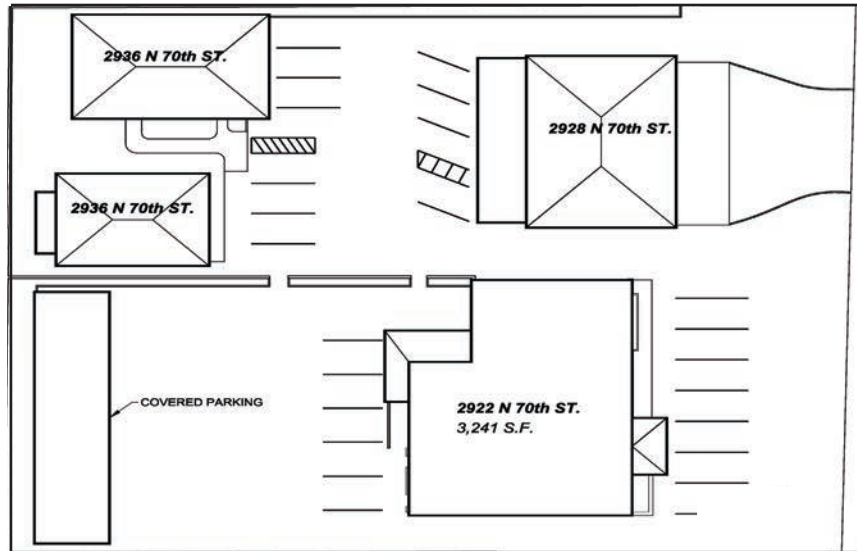 2936 N 70th ST.
2928 N 70th ST.
2936 N 70th ST.
COVERED PARKING
2922 N 70th ST.
3,241 S.F.